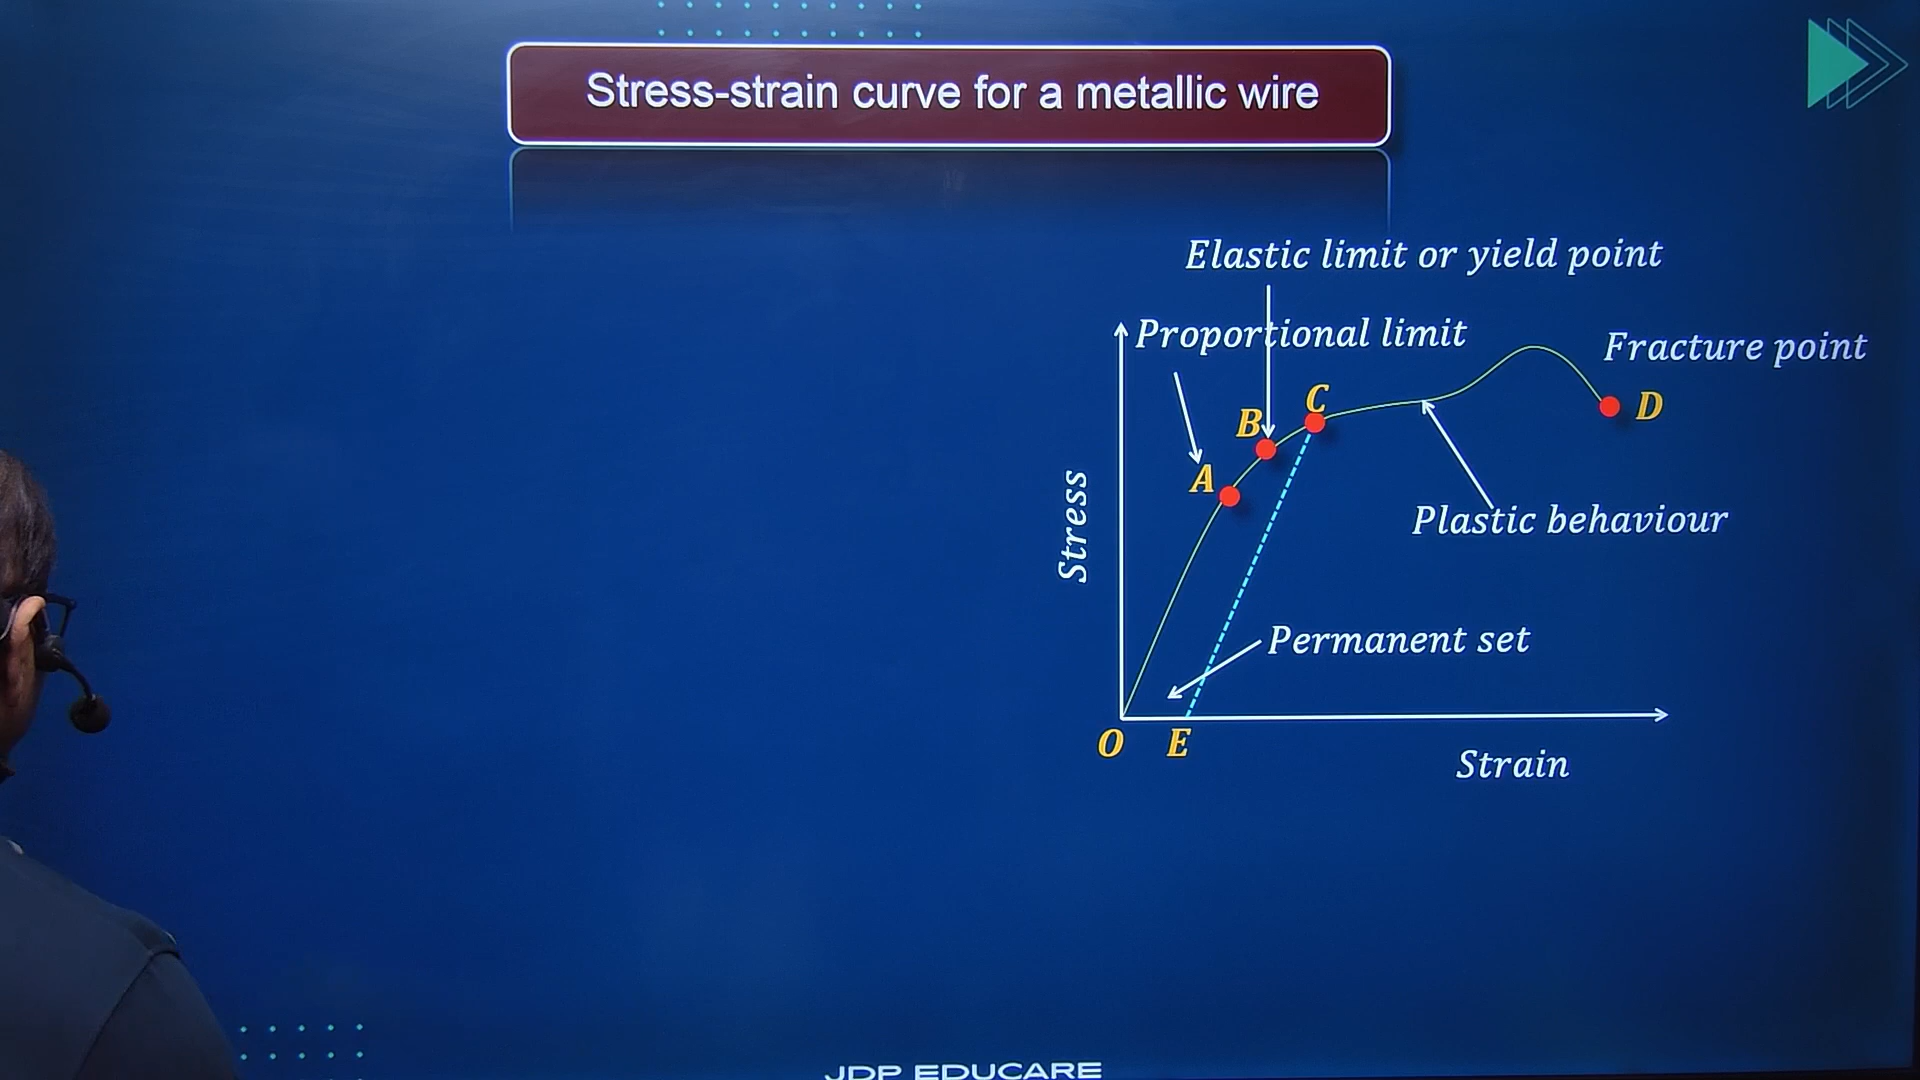 Stress-strain curve for a metallic wire
Elastic limit or yield point
Proportional limit
Fracture point
C
B
D
A
Stress
Plastic behaviour
Permanent set
O E
Strain
JDP EDUCARE